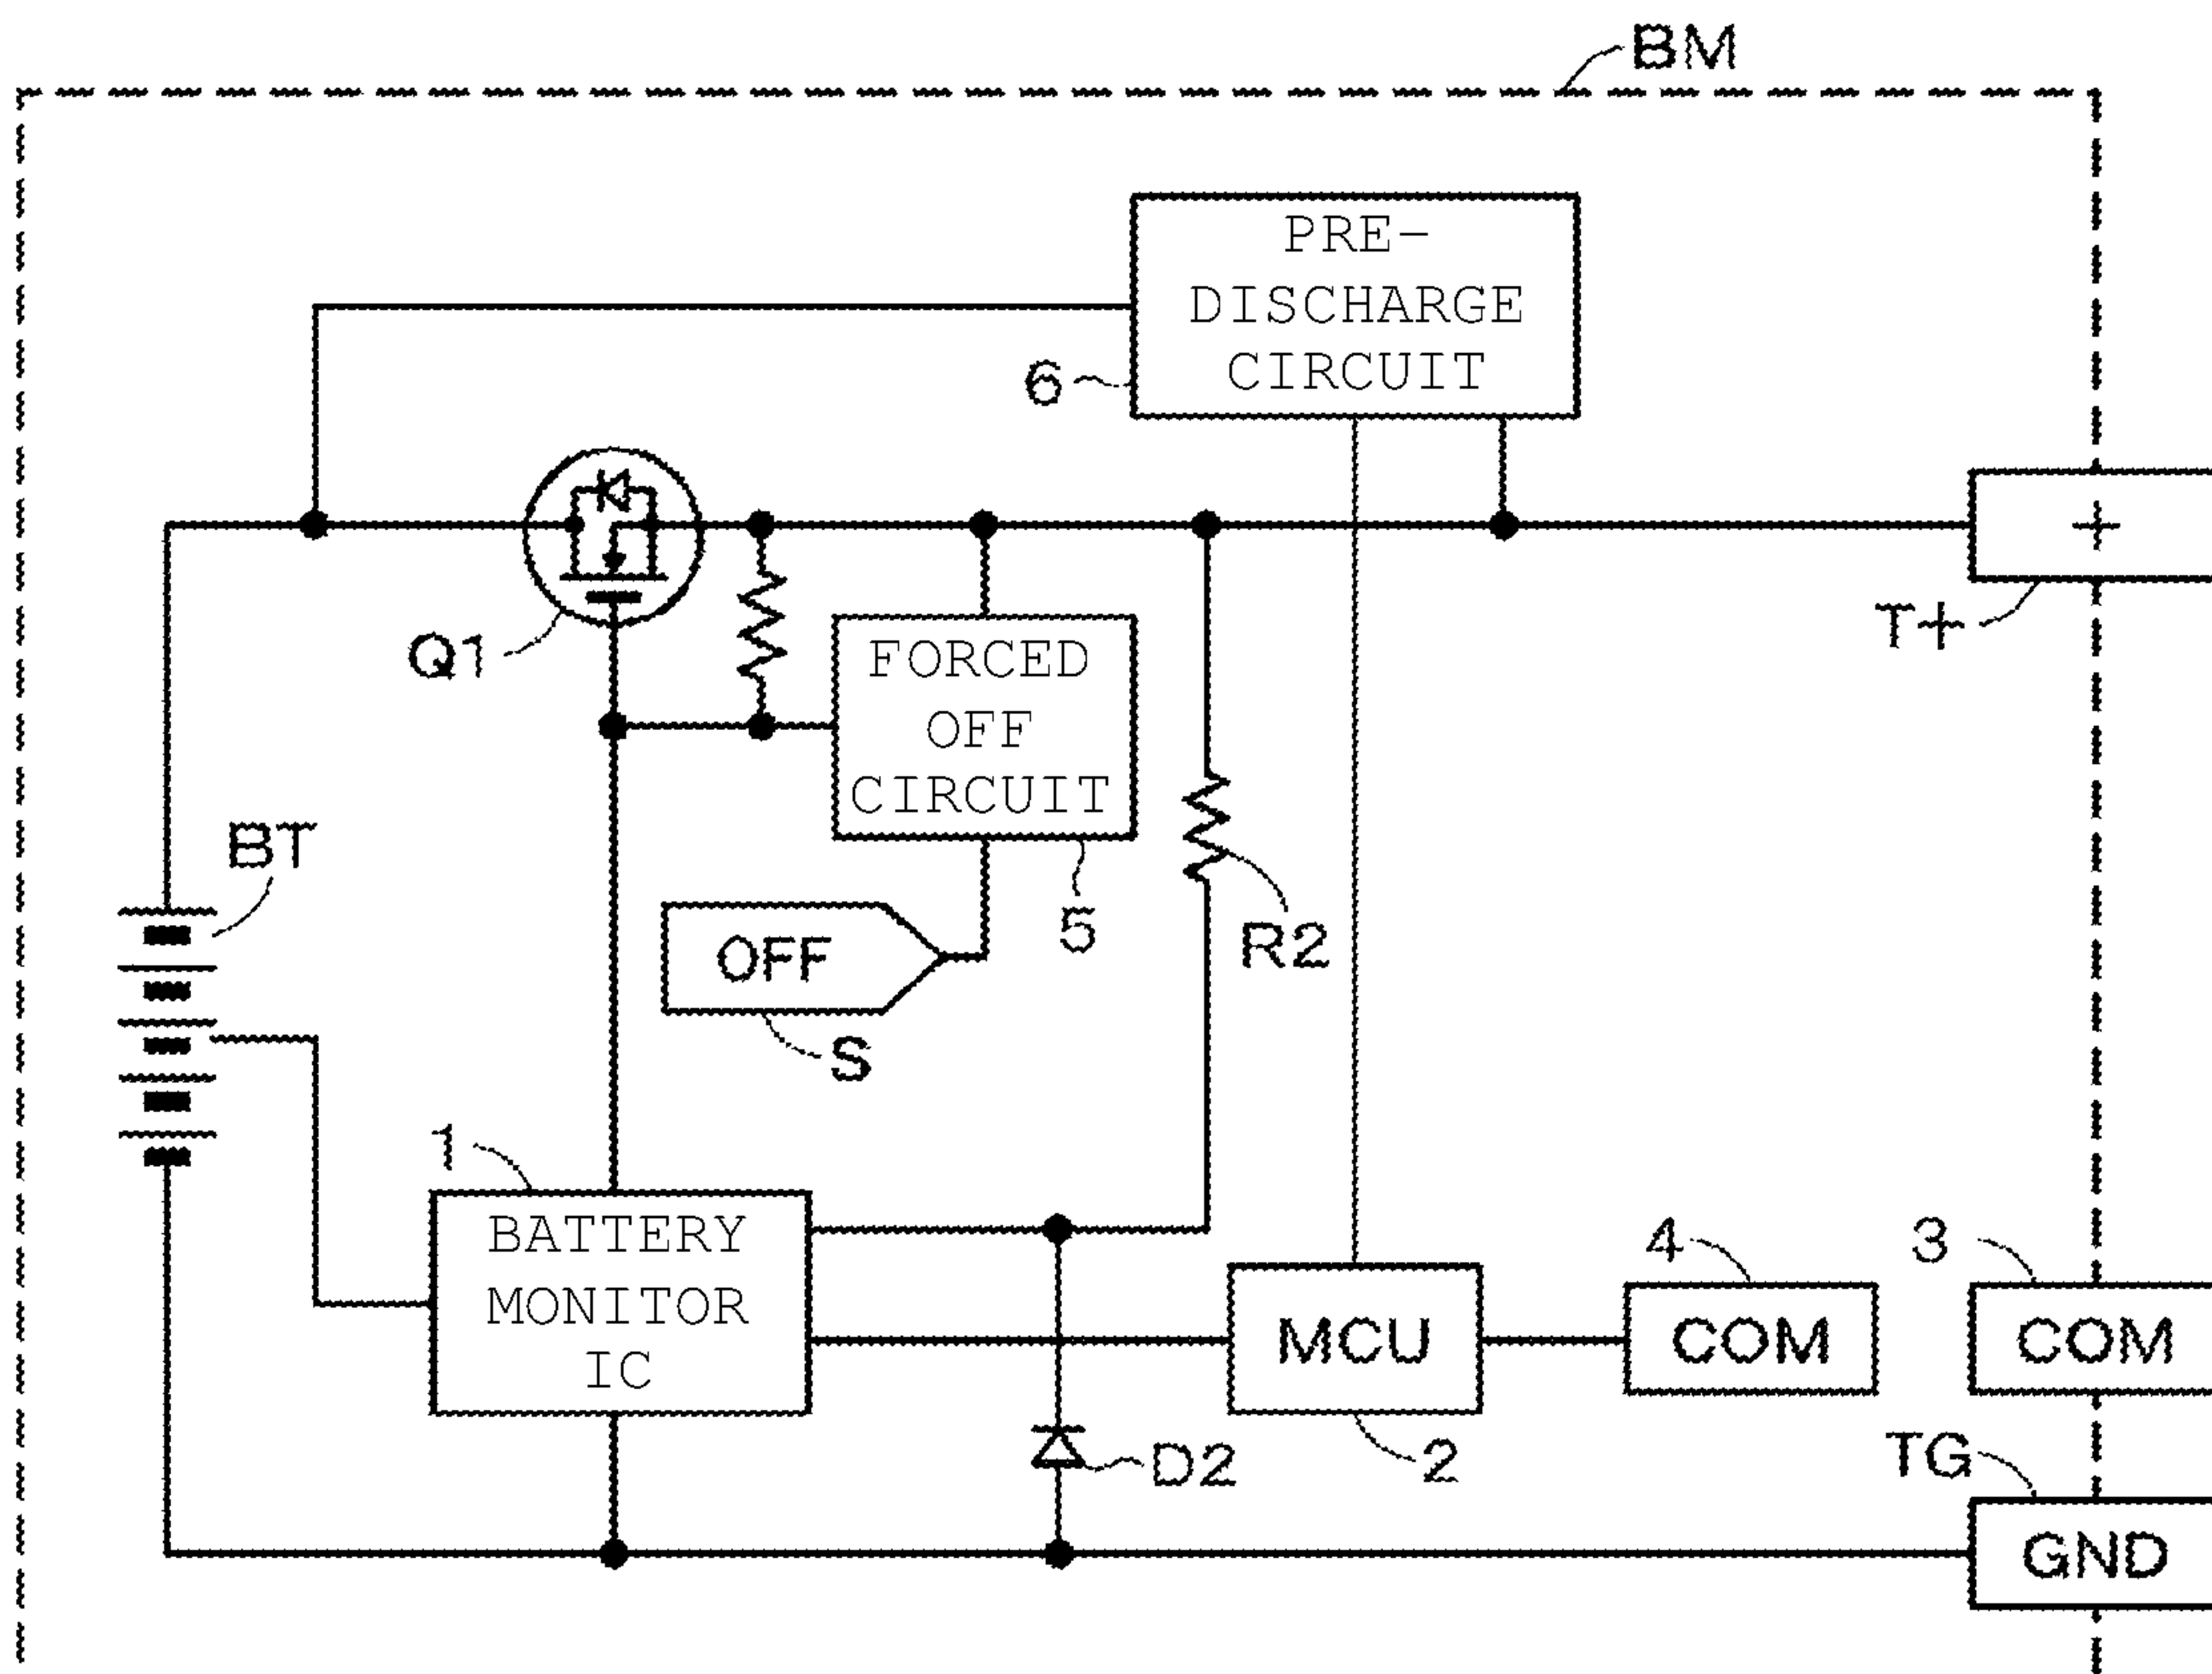 BM
PRE-
DISCHARGE
CIRCUIT
6
+
T+
Q1
FORCED
OFF
CIRCUIT
5
BT
OFF
S
R2
1
BATTERY
MONITOR
IC
MCU
2
4
COM
3
COM
D2
TG
GND